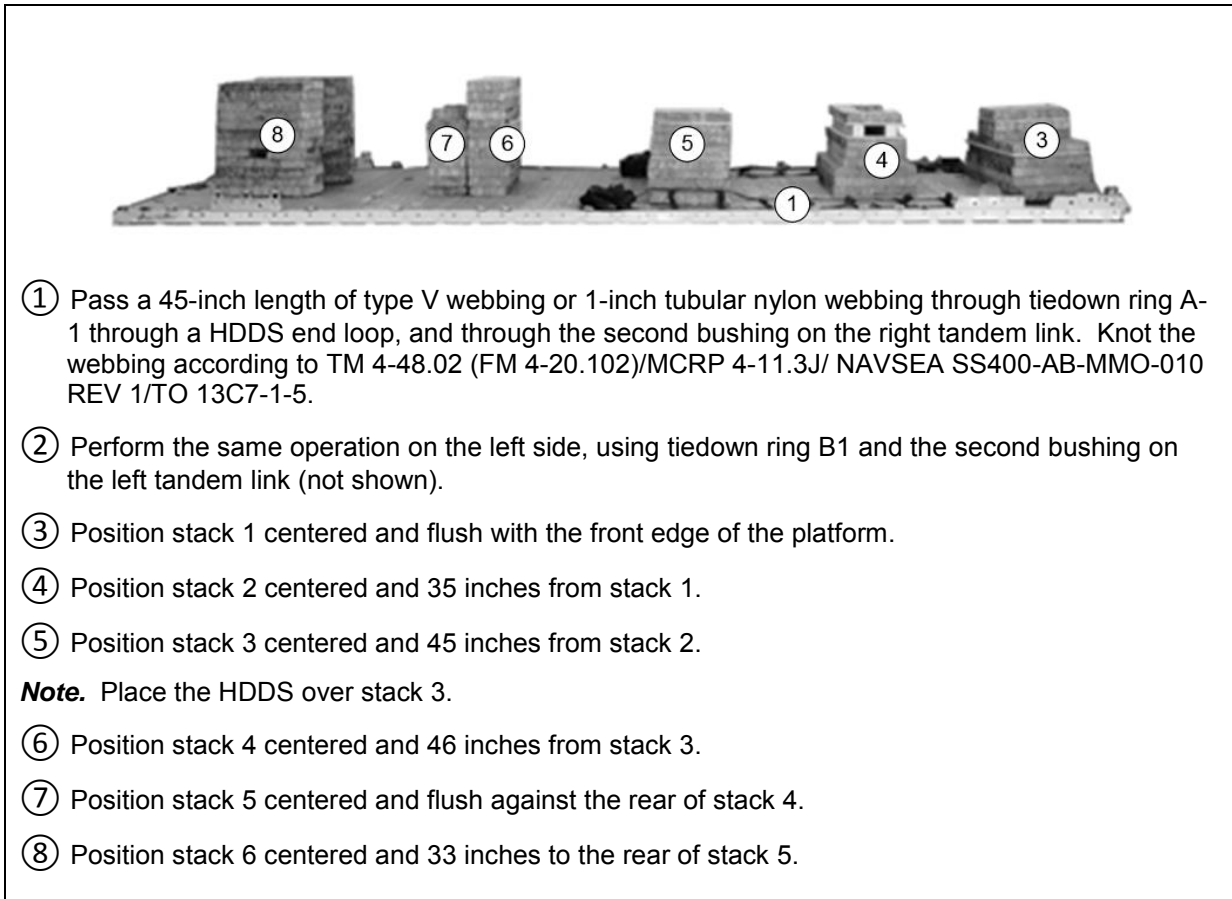 8 7 6 5 4 3 1
① Pass a 45-inch length of type V webbing or 1-inch tubular nylon webbing through tiedown ring A-
1 through a HDDS end loop, and through the second bushing on the right tandem link. Knot the
webbing according to TM 4-48.02 (FM 4-20.102)/MCRP 4-11.3J/ NAVSEA SS400-AB-MMO-010
REV 1/TO 13C7-1-5.
② Perform the same operation on the left side, using tiedown ring B1 and the second bushing on
the left tandem link (not shown).
③ Position stack 1 centered and flush with the front edge of the platform.
④ Position stack 2 centered and 35 inches from stack 1.
⑤ Position stack 3 centered and 45 inches from stack 2.
Note. Place the HDDS over stack 3.
⑥ Position stack 4 centered and 46 inches from stack 3.
⑦ Position stack 5 centered and flush against the rear of stack 4.
⑧ Position stack 6 centered and 33 inches to the rear of stack 5.